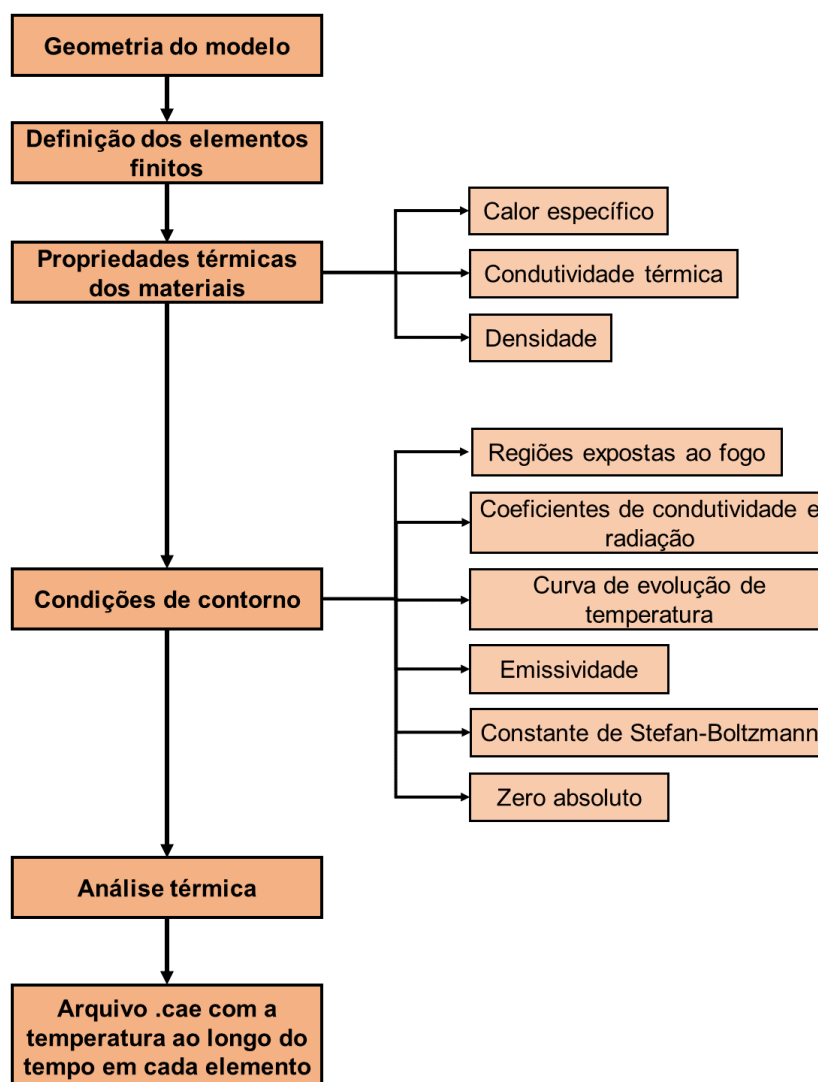 Geometria do modelo
Definição dos elementos
finitos
Propriedades térmicas
dos materiais
Calor específico
Condutividade térmica
Densidade
Condições de contorno
Regiões expostas ao fogo
Coeficientes de condutividade e
radiação
Curva de evolução de
temperatura
Emissividade
Constante de Stefan-Boltzmann
Zero absoluto
Análise térmica
Arquivo .cae com a
temperatura ao longo do
tempo em cada elemento